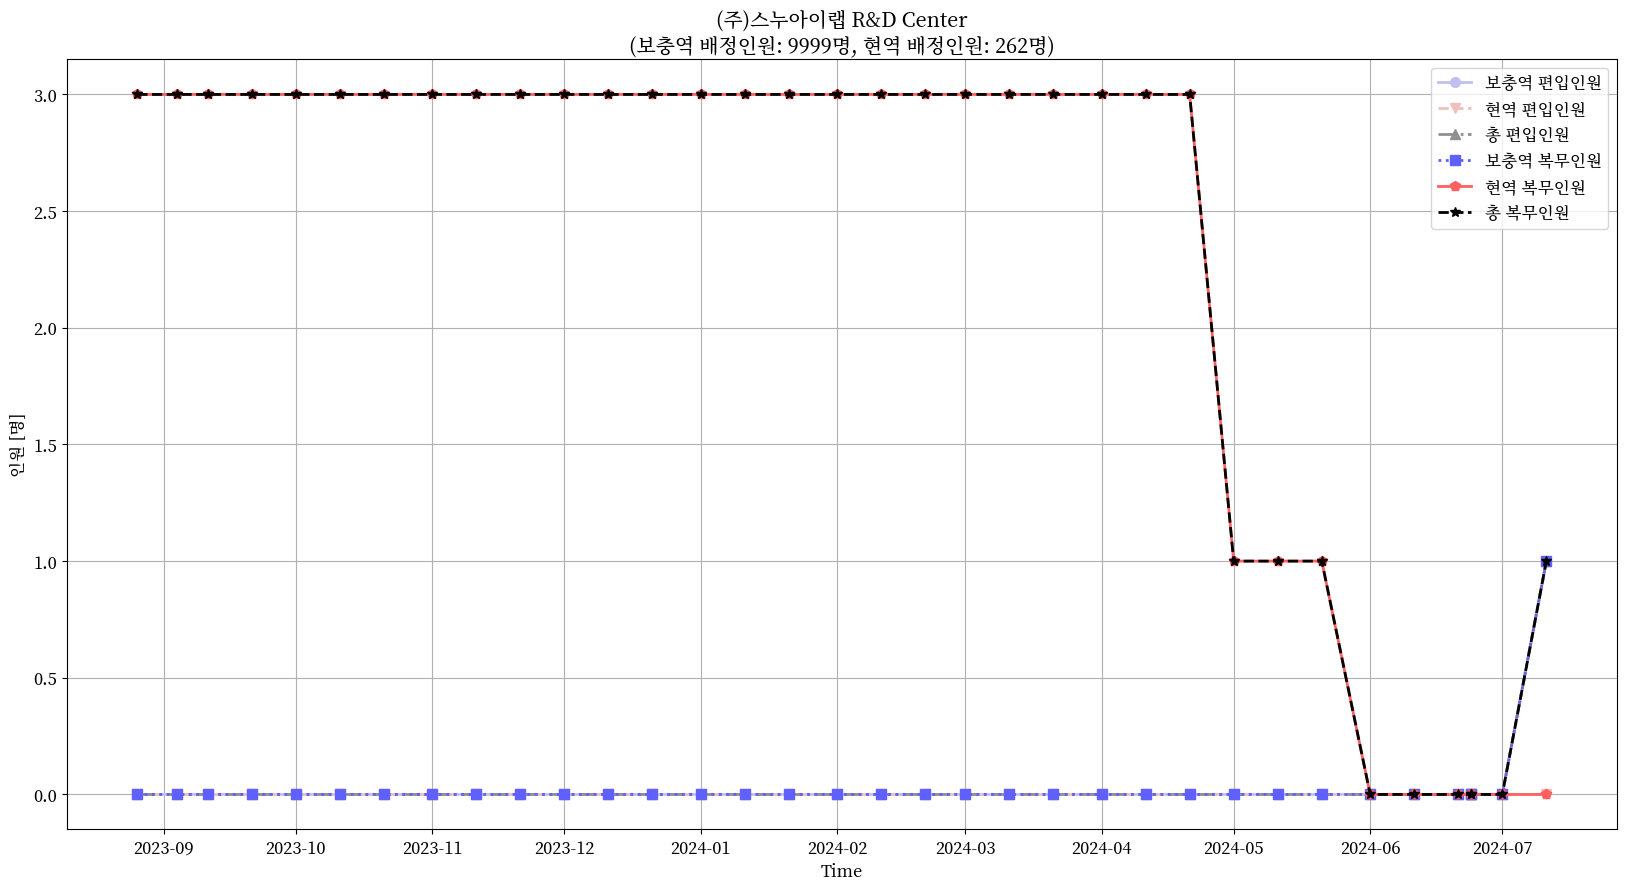 (주)스누아이랩 R&D Center
(보충역 배정인원: 9999명, 현역 배정인원: 262명)
보충역 편입인원
현역 편입인원
총 편입인원
보충역 복무인원
현역 복무인원
총 복무인원
인원 [명]
3.0
2.5
2.0
1.5
1.0
0.5
0.0
2023-09
2023-10
2023-11
2023-12
2024-01
2024-02
2024-03
2024-04
2024-05
2024-06
2024-07
Time